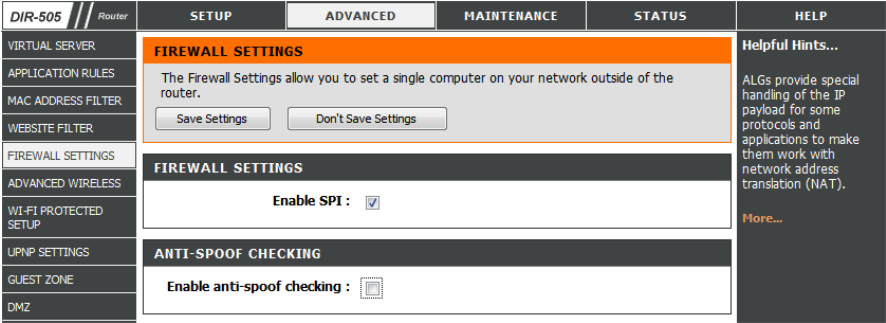 DIR-505 Router SETUP ADVANCED MAINTENANCE STATUS HELP
VIRTUAL SERVER
APPLICATION RULES
MAC ADDRESS FILTER
WEBSITE FILTER
FIREWALL SETTINGS
ADVANCED WIRELESS
WI-FI PROTECTED
SETUP
UPNP SETTINGS
GUEST ZONE
DMZ
FIREWALL SETTINGS
The Firewall Settings allow you to set a single computer on your network outside of the
router.
Save Settings Don't Save Settings
FIREWALL SETTINGS
Enable SPI :
ANTI-SPOOF CHECKING
Enable anti-spoof checking :
Helpful Hints...
ALGs provide special
handling of the IP
payload for some
protocols and
applications to make
them work with
network address
translation (NAT).
More...